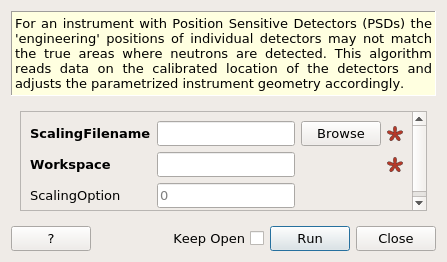 For an instrument with Position Sensitive Detectors (PSDs) the
'engineering' positions of individual detectors may not match
the true areas where neutrons are detected. This algorithm
reads data on the calibrated location of the detectors and
adjusts the parametrized instrument geometry accordingly.
ScalingFilename Browse *
Workspace *
ScalingOption 0
? Keep Open Run Close